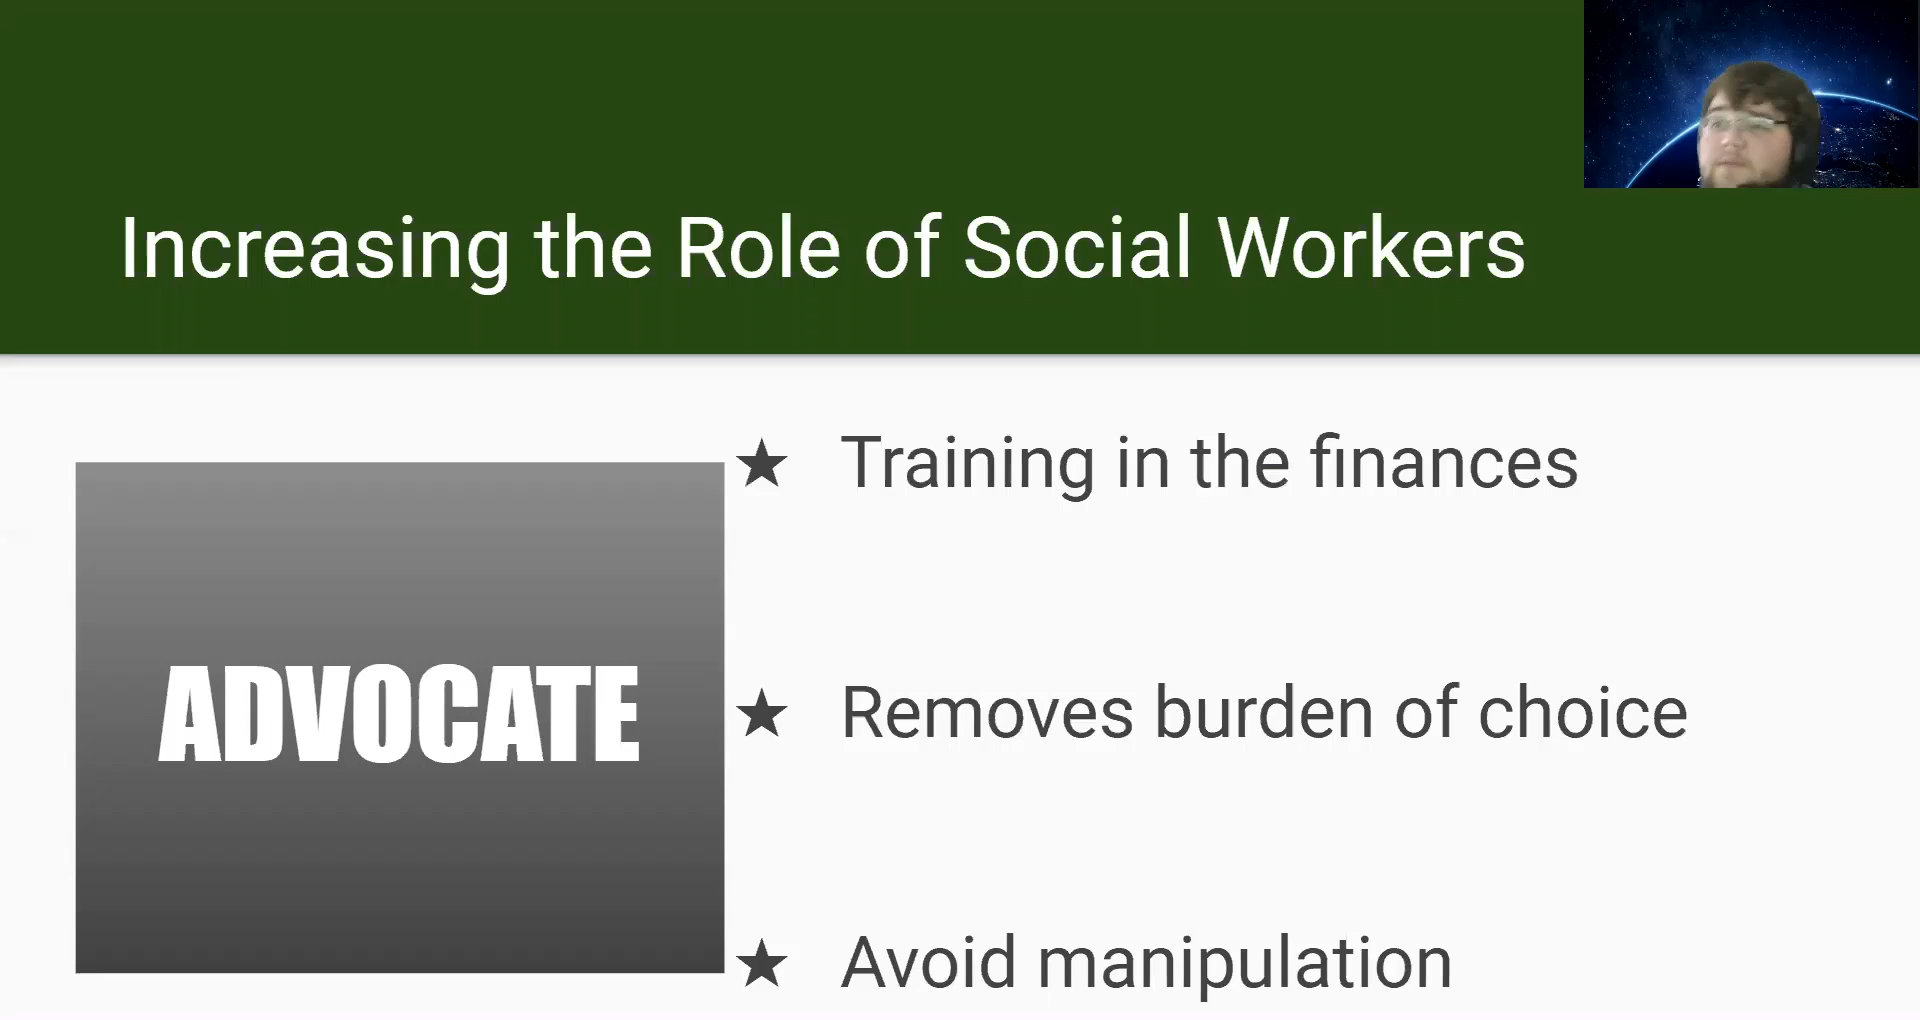 Increasing the Role of Social Workers
ADVOCATE
★ Training in the finances
★ Removes burden of choice
★ Avoid manipulation